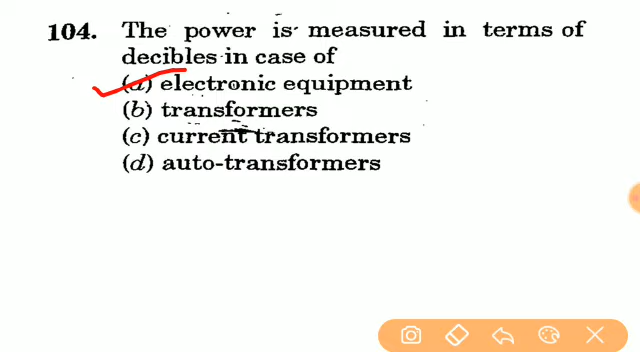 104. The power is measured in terms of
decibles in case of
(a) electronic equipment
(b) transformers
(c) current transformers
(d) auto-transformers